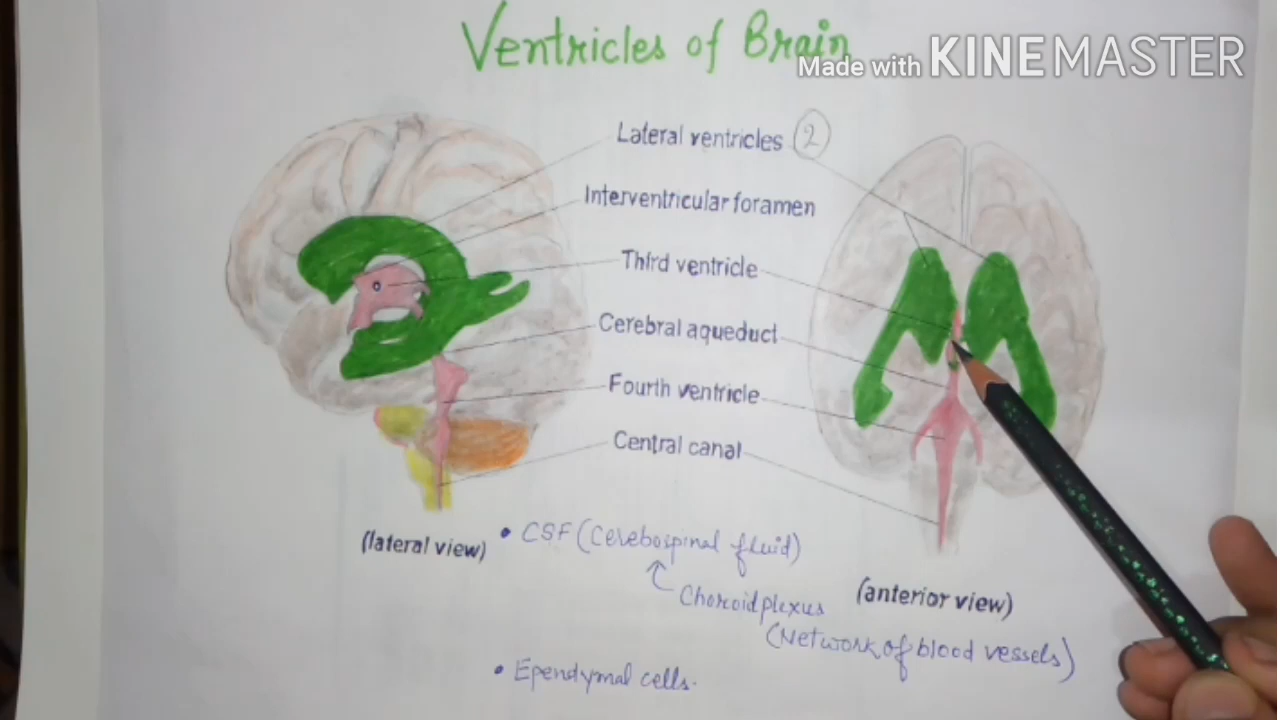 Ventricles of Brain
Made with KINEMASTER
Lateral ventricles 2
Interventricular foramen
Third ventricle
Cerebral aqueduct
Fourth ventricle
Central canal
(lateral view)
• CSF (Cerebospinal fluid)
Choroid plexus
(anterior view)
(Network of blood vessels)
• Ependymal cells.